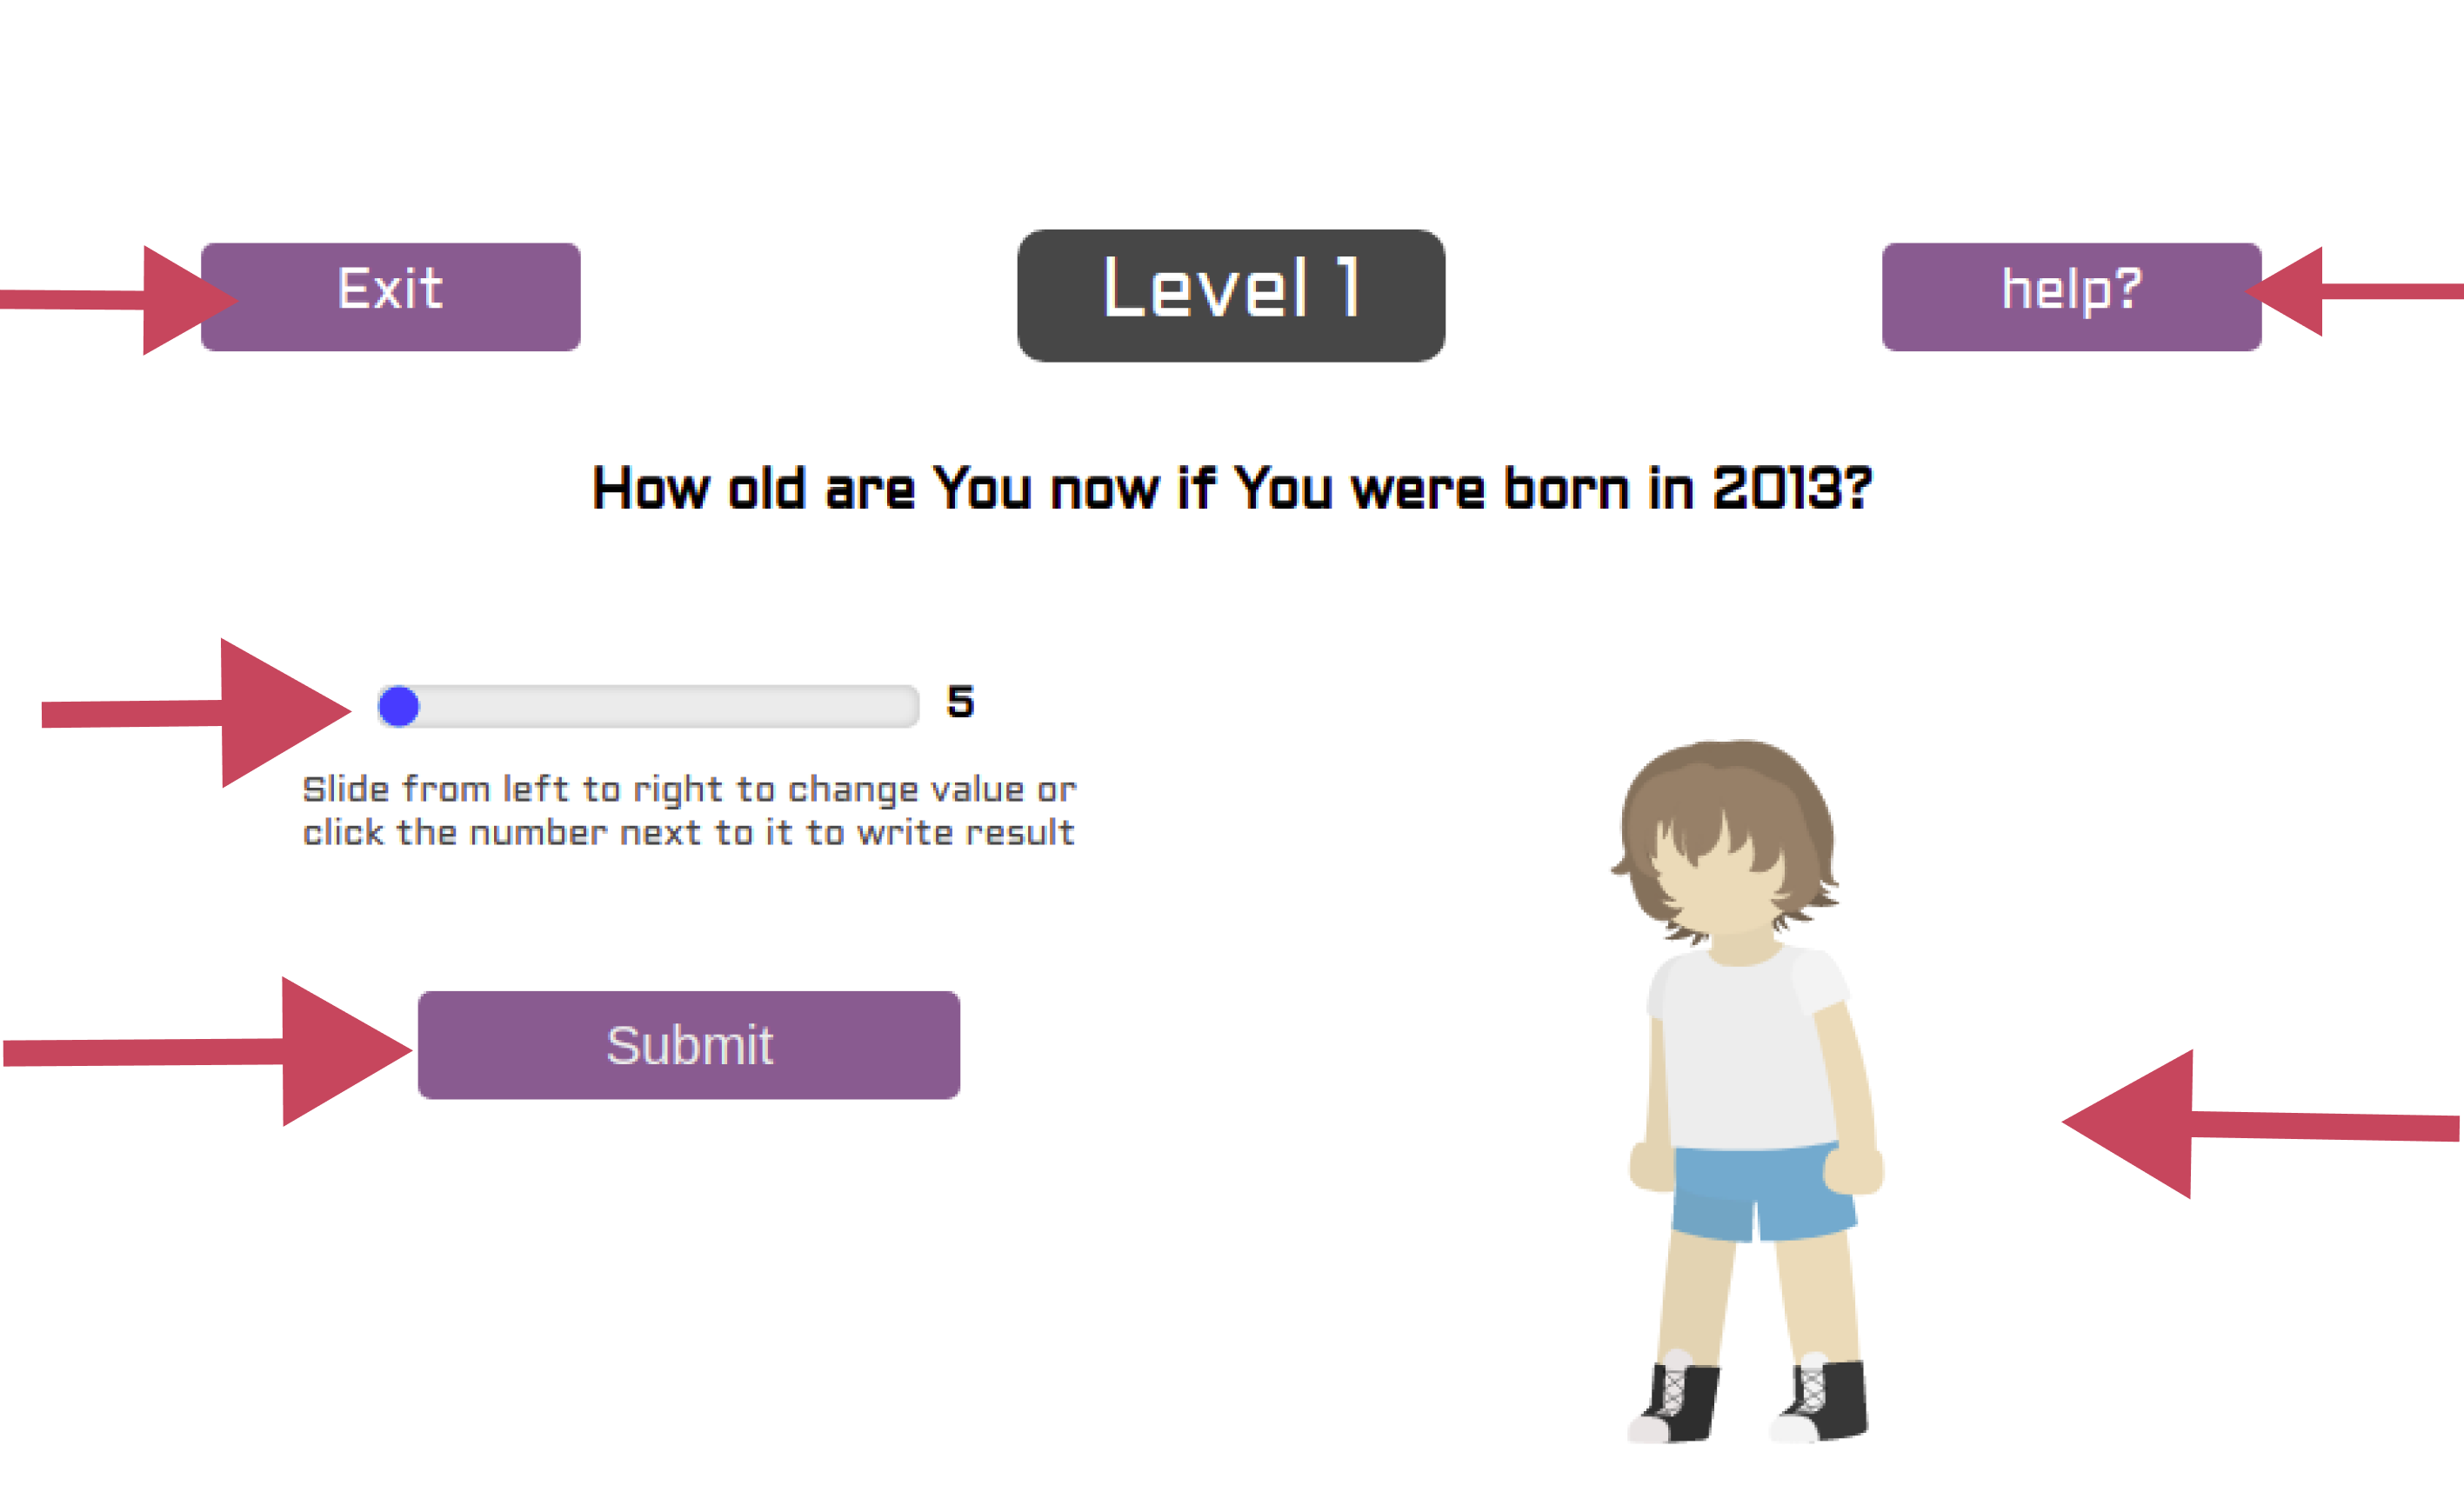 Exit
Level 1
help?
How old are You now if You were born in 2013?
5
Slide from left to right to change value or
click the number next to it to write result
Submit